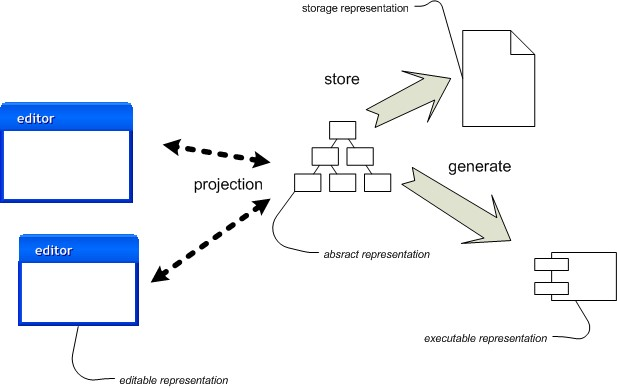 storage representation
store
editor
generate
projection
editor
absract representation
executable representation
editable representation